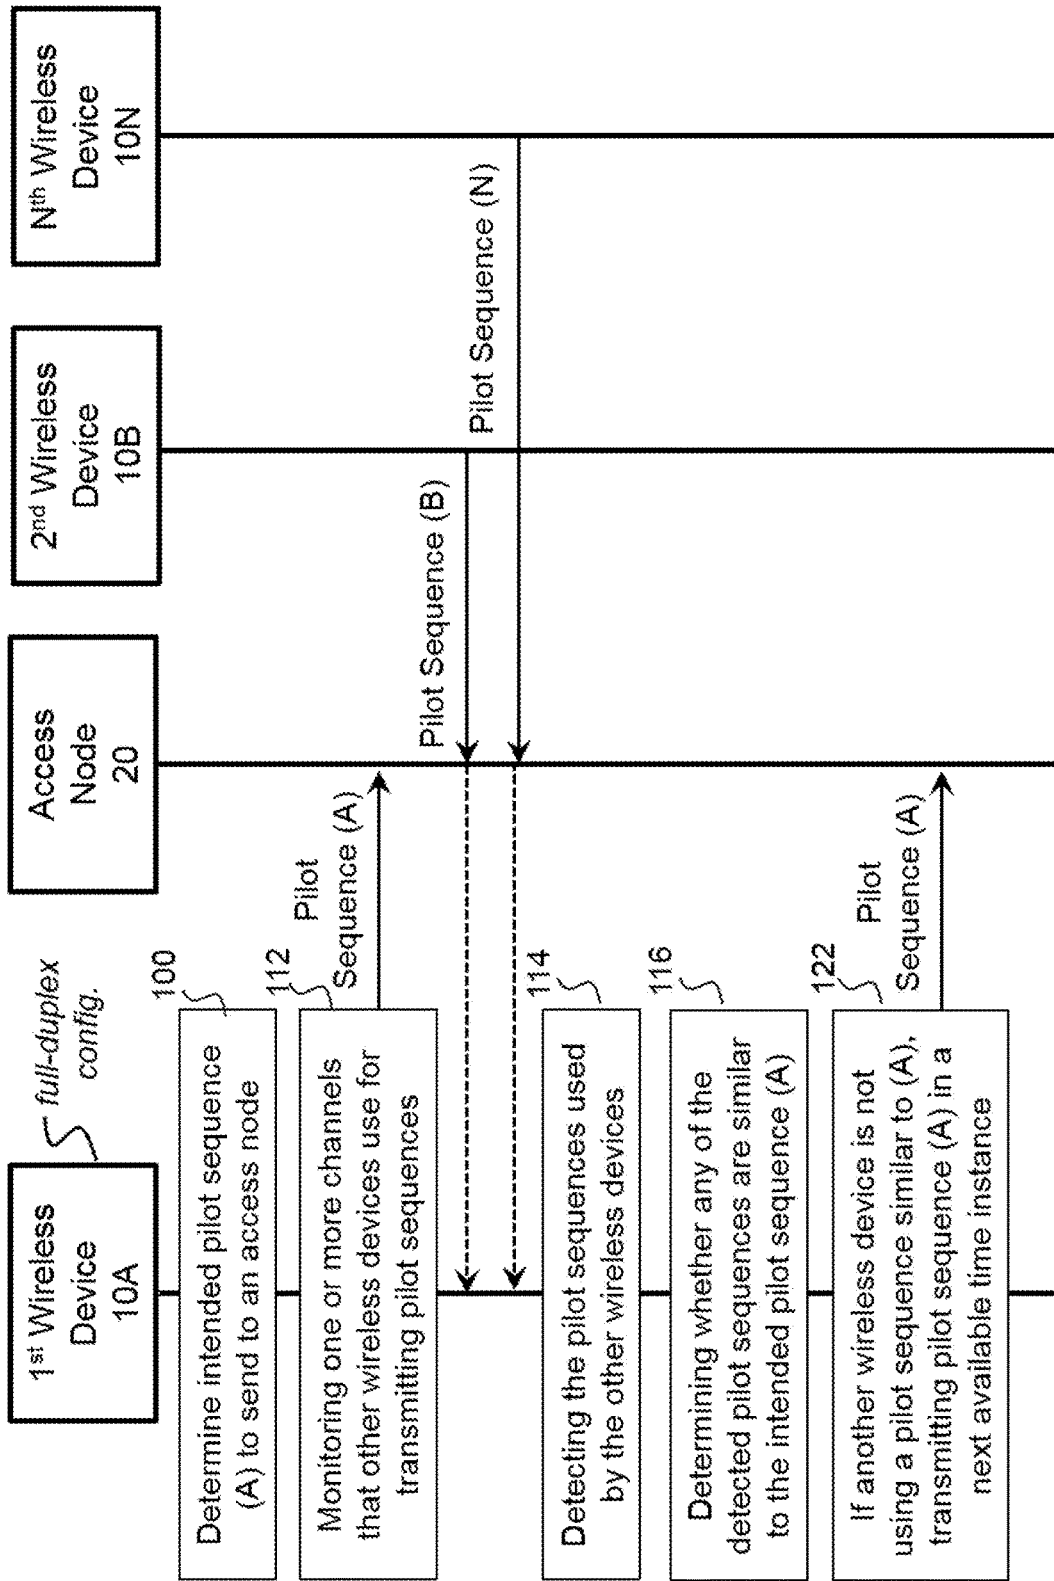 1st Wireless
Device
10A
full-duplex
config.
Access
Node
20
2nd Wireless
Device
10B
Nth Wireless
Device
10N
100
Determine intended pilot sequence
(A) to send to an access node
112
Monitoring one or more channels
that other wireless devices use for
transmitting pilot sequences
Pilot
Sequence (A)
Pilot Sequence (B)
Pilot Sequence (N)
114
Detecting the pilot sequences used
by the other wireless devices
116
Determining whether any of the
detected pilot sequences are similar
to the intended pilot sequence (A)
122
If another wireless device is not
using a pilot sequence similar to (A),
transmitting pilot sequence (A) in a
next available time instance
Pilot
Sequence (A)